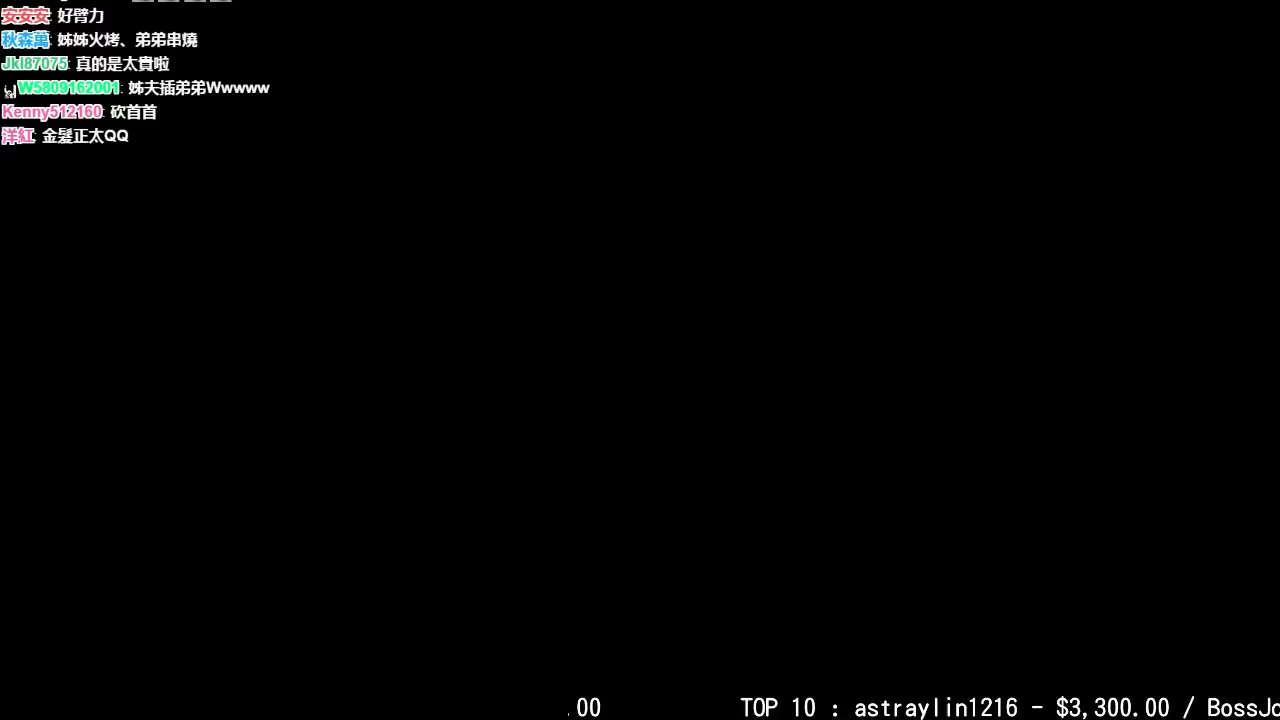 安安安: 好臂力
秋森萬: 姊姊火烤、弟弟串燒
Jkl87075: 真的是太貴啦
W5809162001: 姊夫插弟弟Wwwww
Kenny512160: 砍首首
洋紅: 金髮正太QQ
.00 TOP 10 : astraylin1216 - $3,300.00 / BossJo